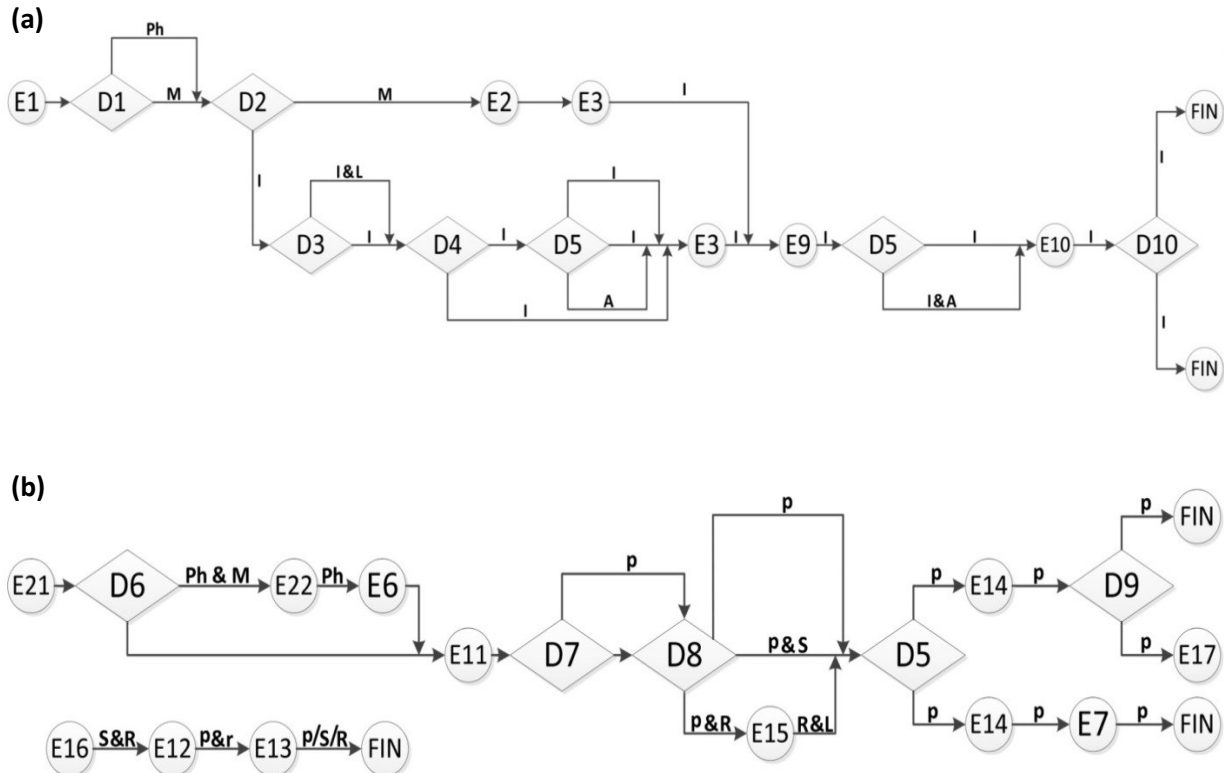 (a)
Ph
E1 D1 M D2 M E2 E3 I FIN
I
I
I&L I
D3 I D4 I D5 I E3 I E9 I D5 I E10 I D10
A I&A
I
I
FIN
(b)
p
p FIN
E21 D6 Ph & M E22 Ph E6 p p E14 p D9
E11 D7 D8 p&S D5 p E17
p&R E15 R&L p E14 p E7 p FIN
E16 S&R E12 p&r E13 p/S/R FIN